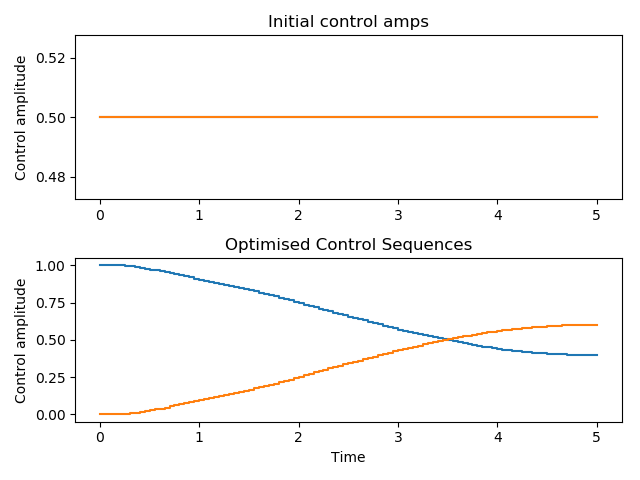 Initial control amps
Control amplitude
0.52
0.50
0.48
0 1 2 3 4 5
Optimised Control Sequences
Control amplitude
1.00
0.75
0.50
0.25
0.00
0 1 2 3 4 5
Time